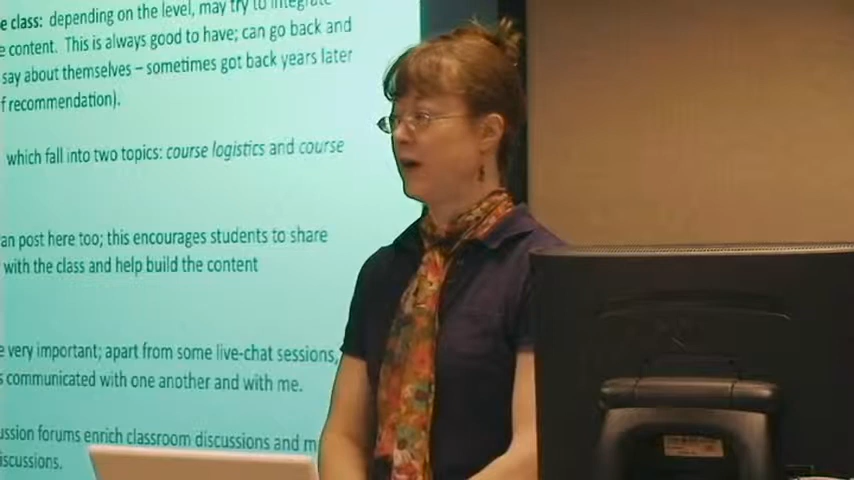 e class: depending on the level, may try to integrate
e content. This is always good to have; can go back and
say about themselves – sometimes got back years later
f recommendation).
which fall into two topics: course logistics and course
an post here too; this encourages students to share
with the class and help build the content
e very important; apart from some live-chat sessions,
s communicated with one another and with me.
ussion forums enrich classroom discussions and m
iscussions.